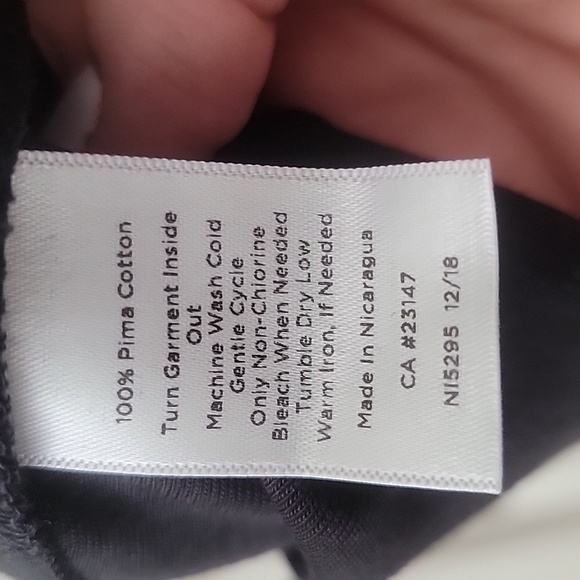 100% Pima Cotton
Turn Garment Inside
Out
Machine Wash Cold
Gentle Cycle
Only Non-Chlorine
Bleach When Needed
Tumble Dry Low
Warm Iron, If Needed
Made In Nicaragua
CA #23147
NI5295 12/18